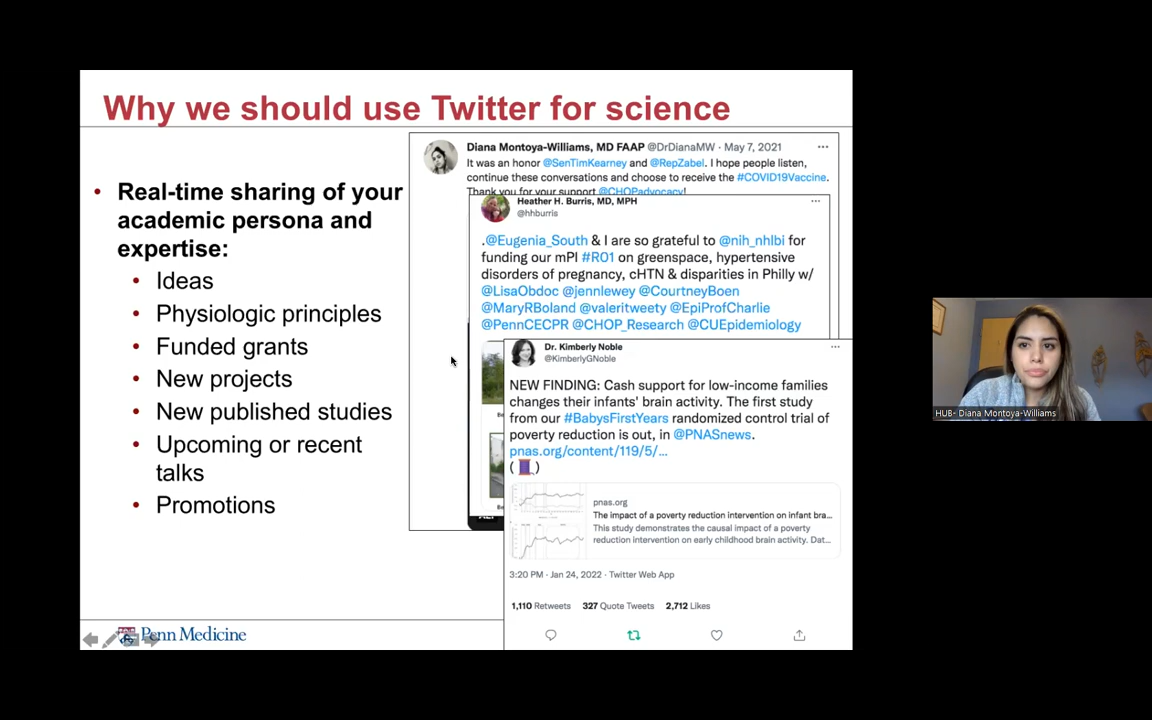 Why we should use Twitter for science
• Real-time sharing of your
academic persona and
expertise:
• Ideas
• Physiologic principles
• Funded grants
• New projects
• New published studies
• Upcoming or recent
talks
• Promotions
Diana Montoya-Williams, MD FAAP @DrDianaMW · May 7, 2021
It was an honor @SenTimKearney and @RepZabel. I hope people listen,
continue these conversations and choose to receive the #COVID19Vaccine.
Thank you for your support @CHOPadvocacy!
Heather H. Burris, MD, MPH
@hhburris
.@Eugenia_South & I are so grateful to @nih_nhlbi for
funding our mPI #R01 on greenspace, hypertensive
disorders of pregnancy, cHTN & disparities in Philly w/
@LisaObdoc @jennlewey @CourtneyBoen
@MaryRBoland @valeritweety @EpiProfCharlie
@PennCECPR @CHOP_Research @CUEpidemiology
Dr. Kimberly Noble
@KimberlyGNoble
NEW FINDING: Cash support for low-income families
changes their infants' brain activity. The first study
from our #BabysFirstYears randomized control trial of
poverty reduction is out, in @PNASnews.
pnas.org/content/119/5/...
( 🧵 )
pnas.org
The impact of a poverty reduction intervention on infant bra...
This study demonstrates the causal impact of a poverty
reduction intervention on early childhood brain activity. Dat...
3:20 PM · Jan 24, 2022 · Twitter Web App
1,110 Retweets 327 Quote Tweets 2,712 Likes
Penn Medicine
HUB- Diana Montoya-Williams